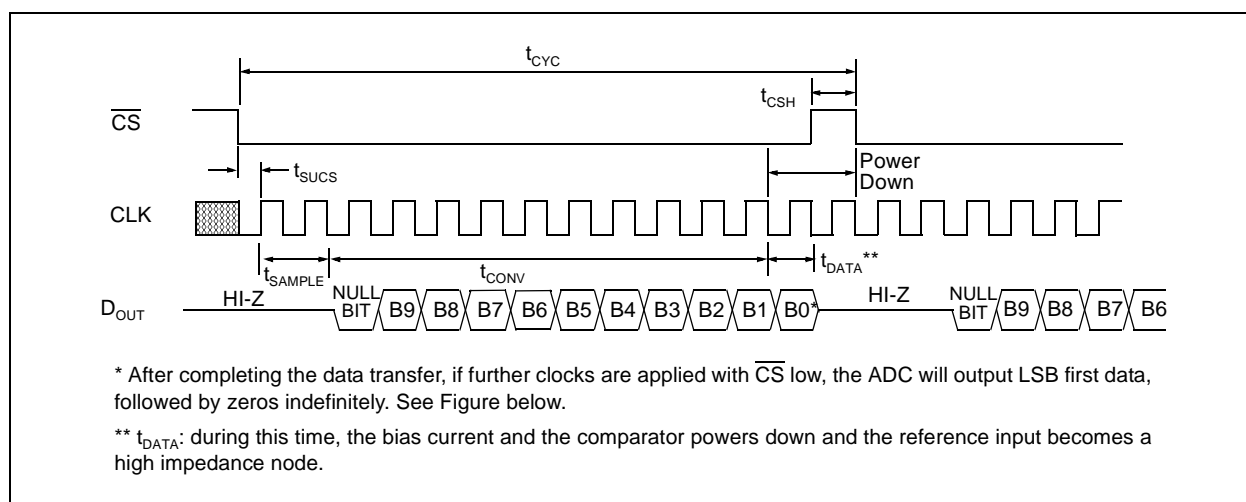 tCYC
tCSH
CS
tSUCS
Power
Down
CLK
tSAMPLE
tCONV
tDATA**
DOUT
HI-Z
NULL
BIT
B9 B8 B7 B6 B5 B4 B3 B2 B1 B0*
HI-Z
NULL
BIT
B9 B8 B7 B6
* After completing the data transfer, if further clocks are applied with CS low, the ADC will output LSB first data,
followed by zeros indefinitely. See Figure below.
** tDATA: during this time, the bias current and the comparator powers down and the reference input becomes a
high impedance node.